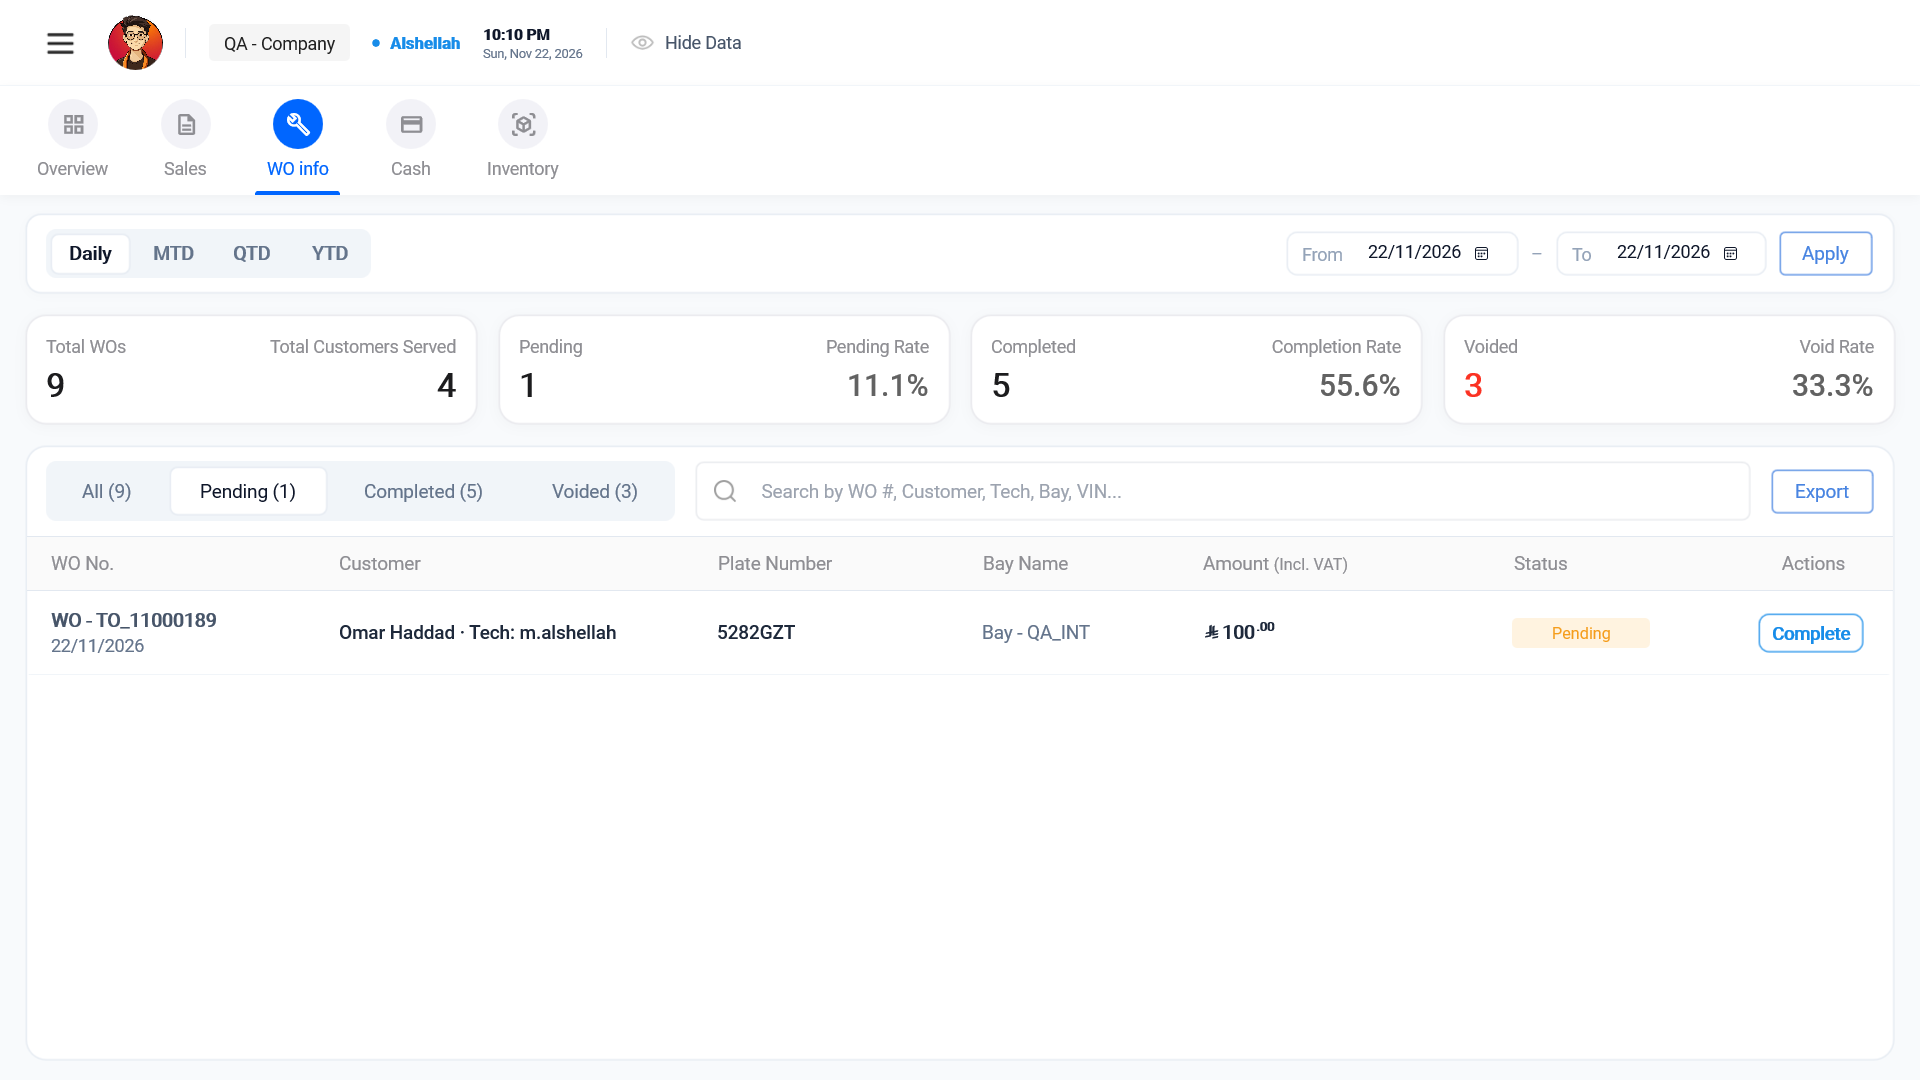 QA - Company
Alshellah
10:10 PM
Sun, Nov 22, 2026
Hide Data
Overview
Sales
WO info
Cash
Inventory
Daily
MTD
QTD
YTD
From 22/11/2026
–
To 22/11/2026
Apply
Total WOs
Total Customers Served
9
4
Pending
Pending Rate
1
11.1%
Completed
Completion Rate
5
55.6%
Voided
Void Rate
3
33.3%
All (9)
Pending (1)
Completed (5)
Voided (3)
Search by WO #, Customer, Tech, Bay, VIN...
Export
WO No.
Customer
Plate Number
Bay Name
Amount (Incl. VAT)
Status
Actions
WO - TO_11000189
22/11/2026
Omar Haddad · Tech: m.alshellah
5282GZT
Bay - QA_INT
⃁ 100.00
Pending
Complete